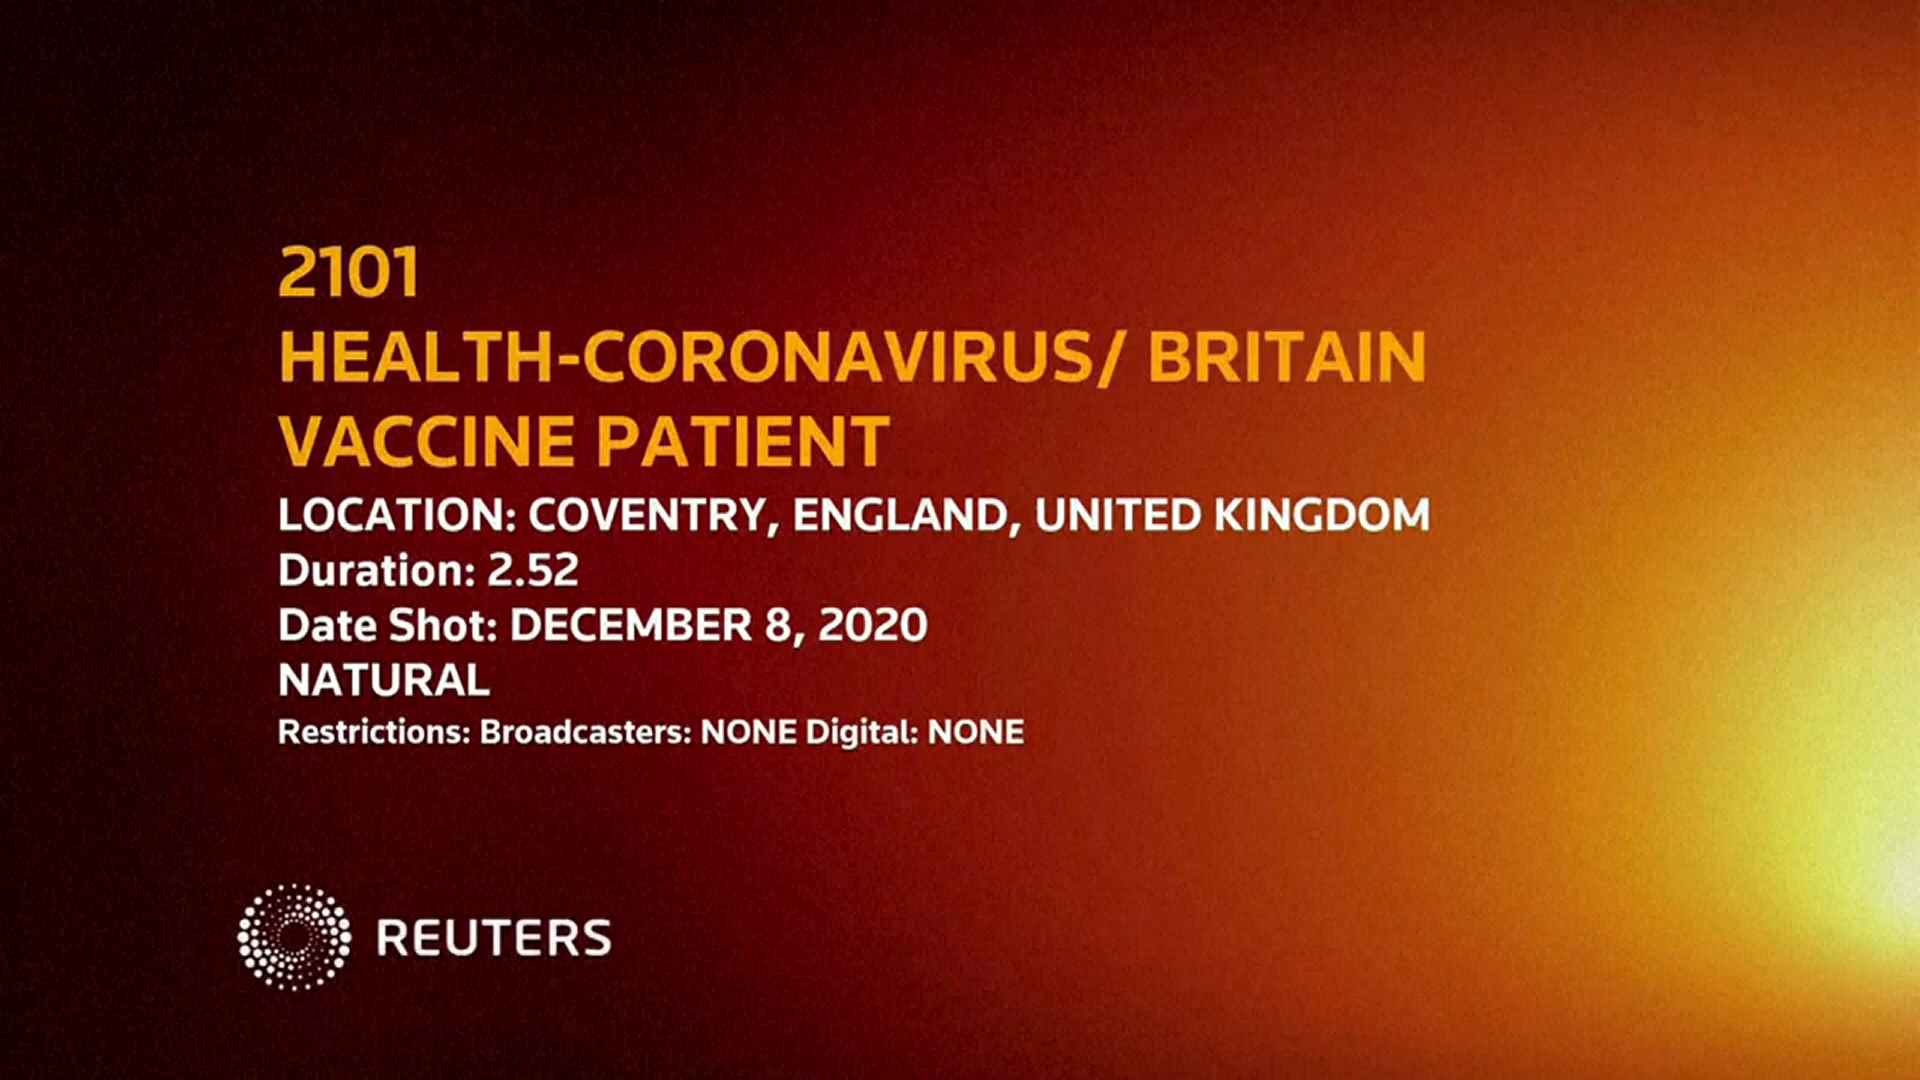 2101
HEALTH-CORONAVIRUS/ BRITAIN
VACCINE PATIENT
LOCATION: COVENTRY, ENGLAND, UNITED KINGDOM
Duration: 2.52
Date Shot: DECEMBER 8, 2020
NATURAL
Restrictions: Broadcasters: NONE Digital: NONE
REUTERS